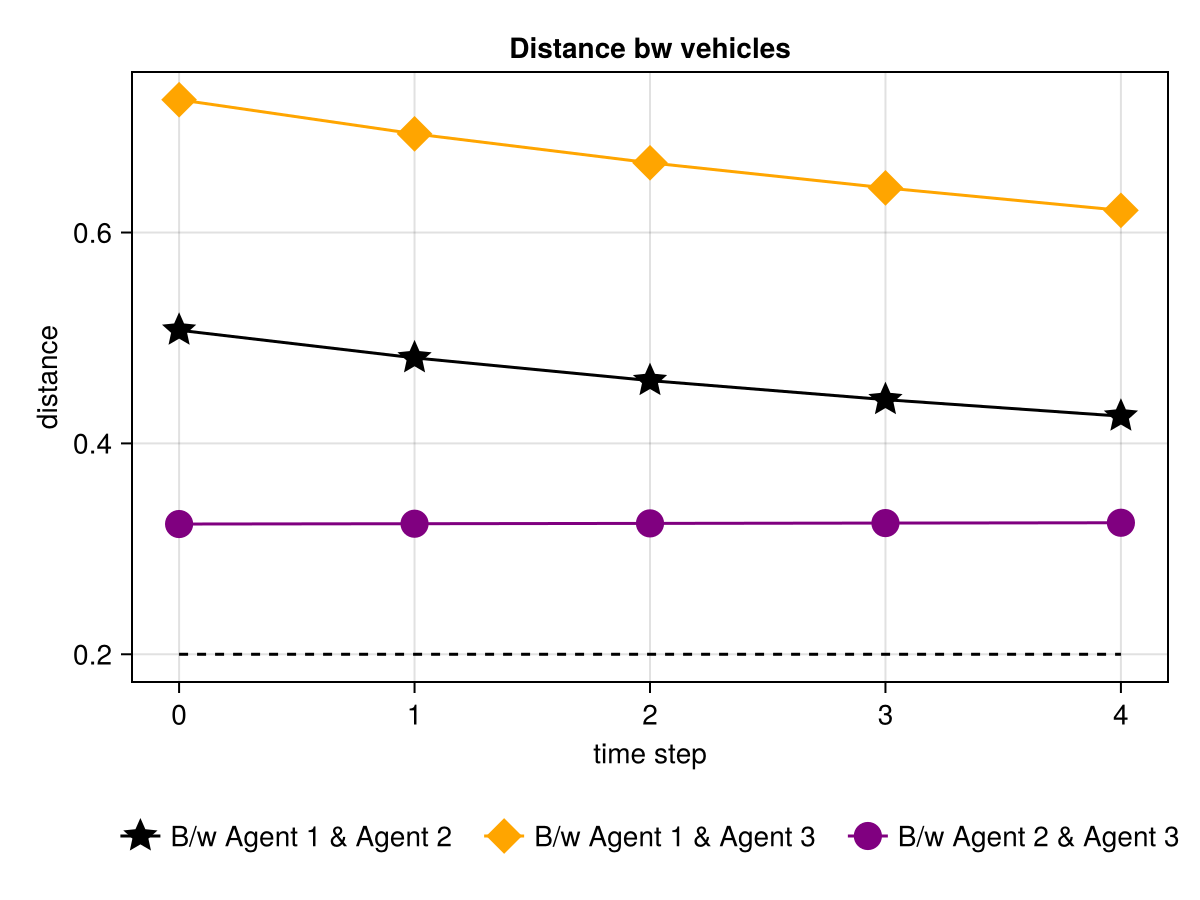 Distance bw vehicles
distance
0.6
0.4
0.2
0 1 2 3 4
time step
B/w Agent 1 & Agent 2 B/w Agent 1 & Agent 3 B/w Agent 2 & Agent 3